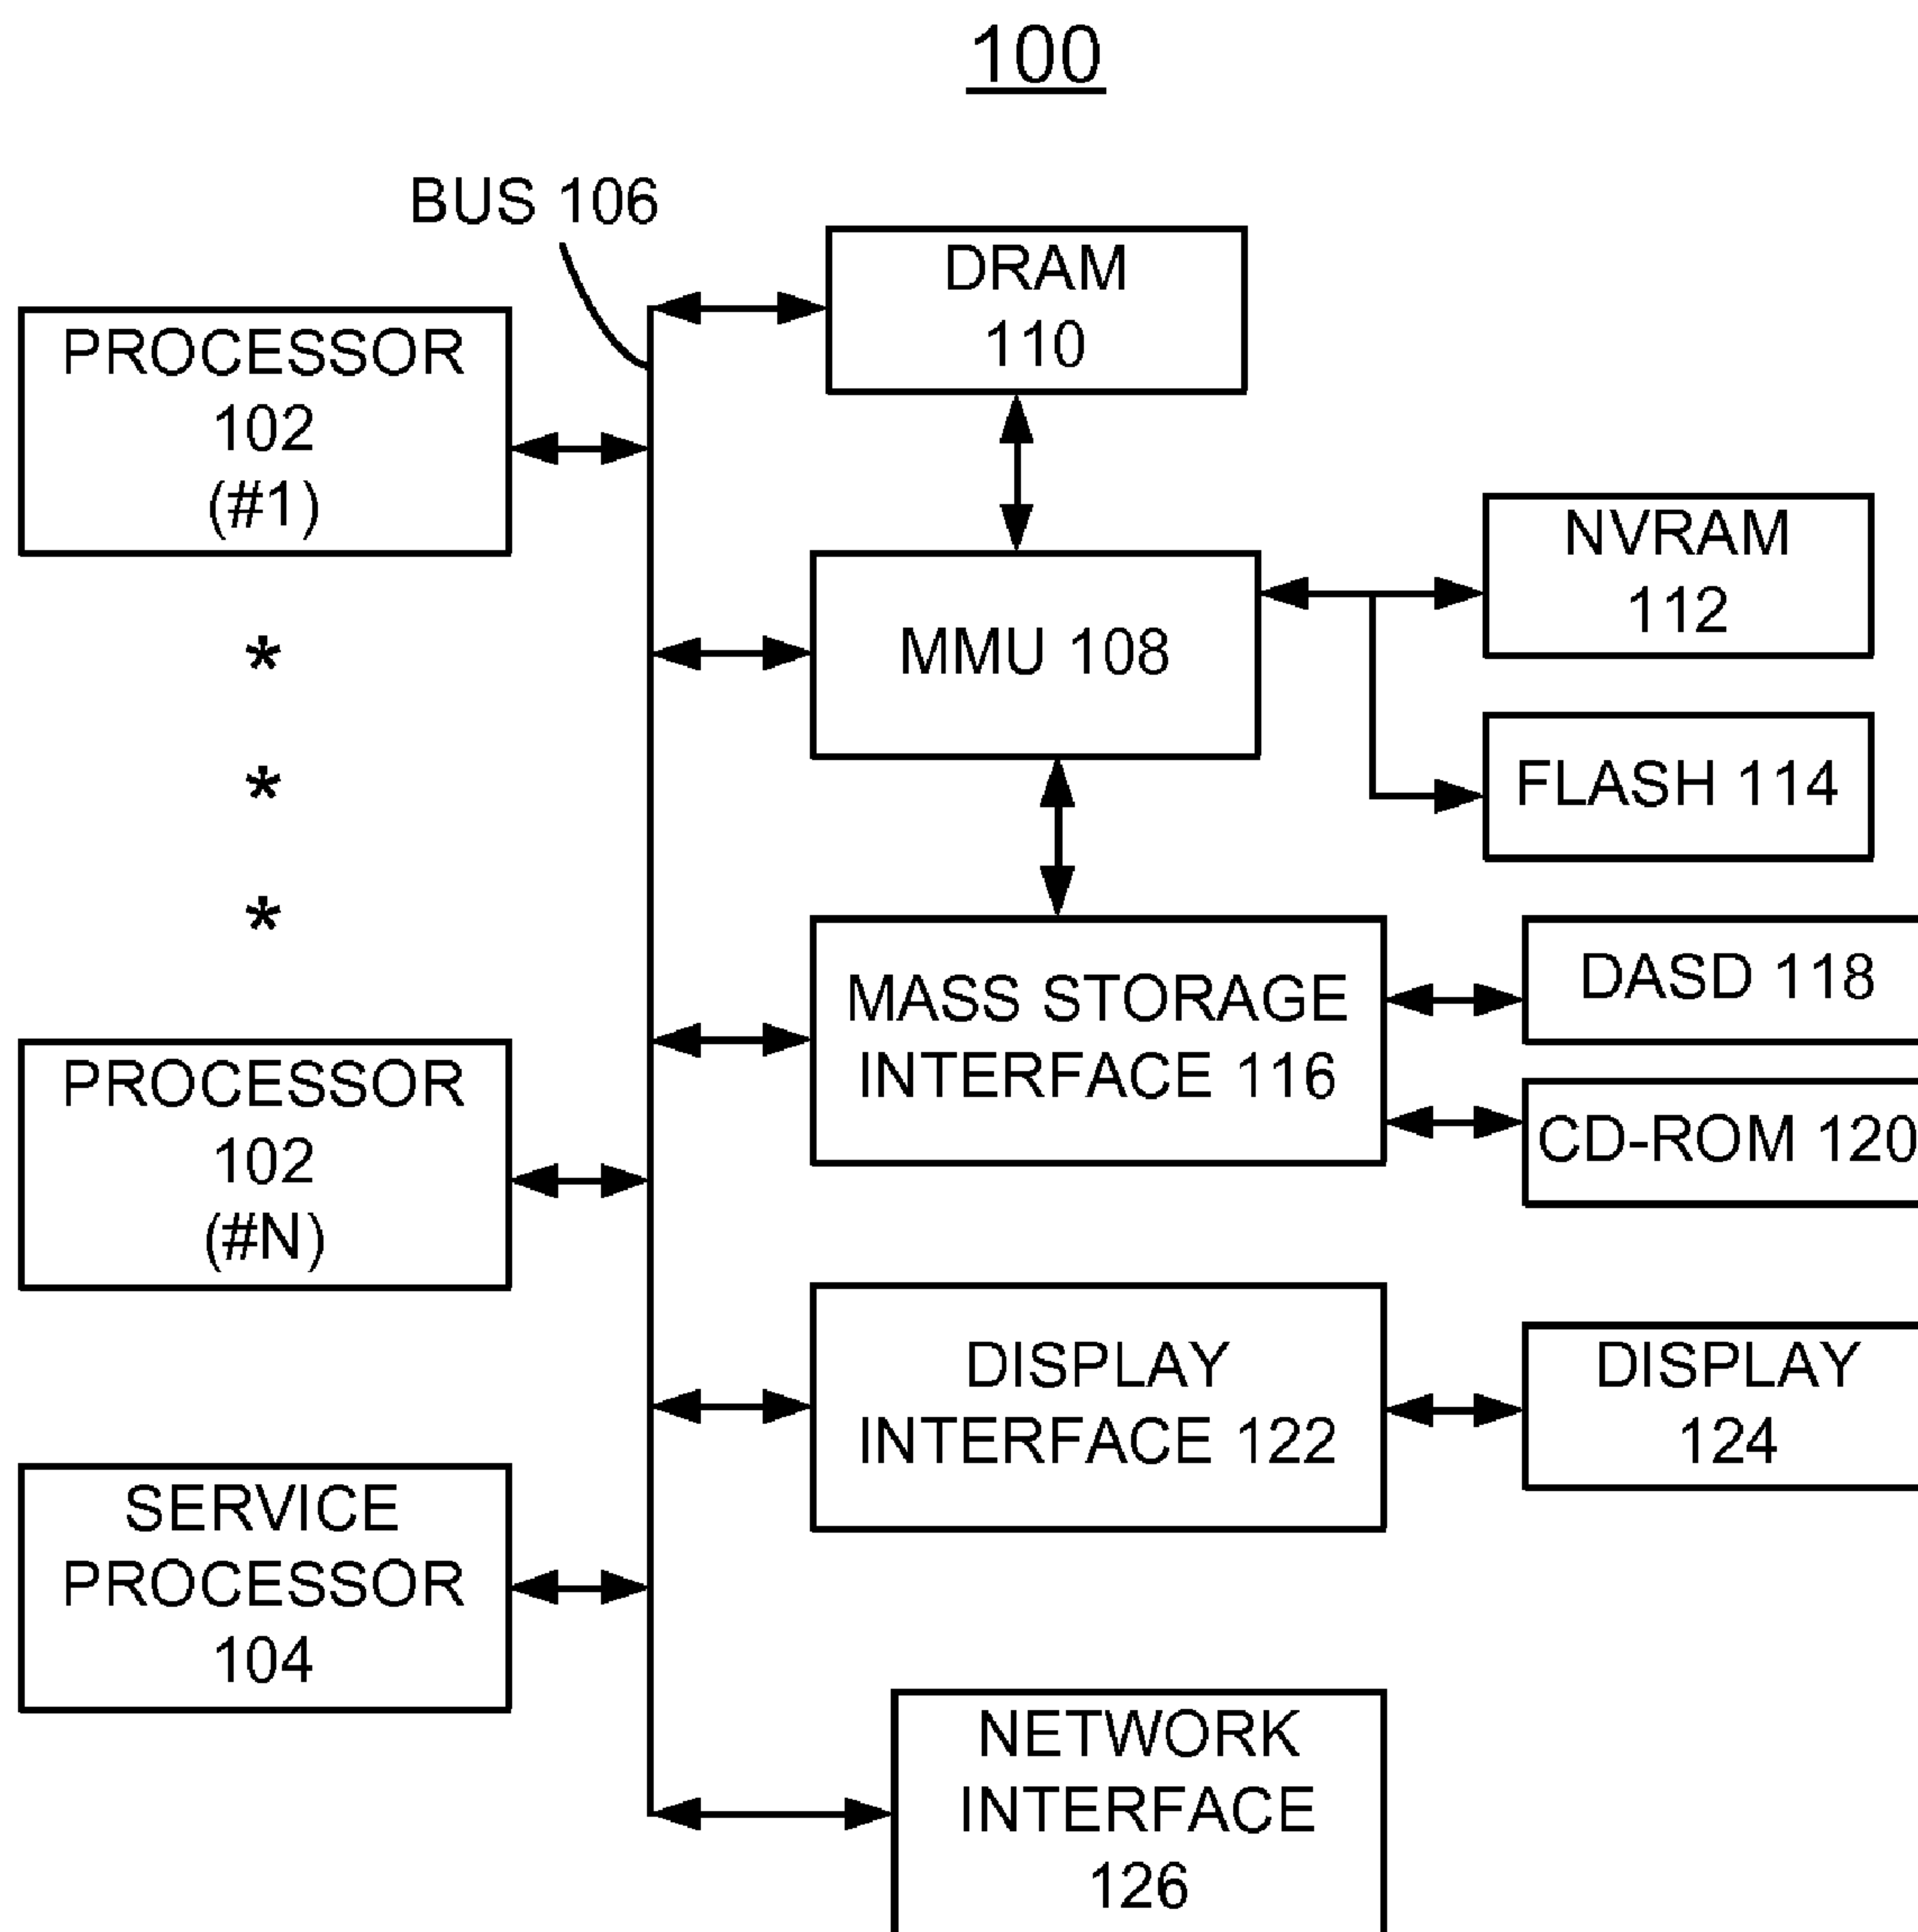 100
BUS 106
DRAM
110
PROCESSOR
102
(#1)
NVRAM
112
MMU 108
*
FLASH 114
*
*
MASS STORAGE
INTERFACE 116
DASD 118
CD-ROM 120
PROCESSOR
102
(#N)
DISPLAY
INTERFACE 122
DISPLAY
124
SERVICE
PROCESSOR
104
NETWORK
INTERFACE
126